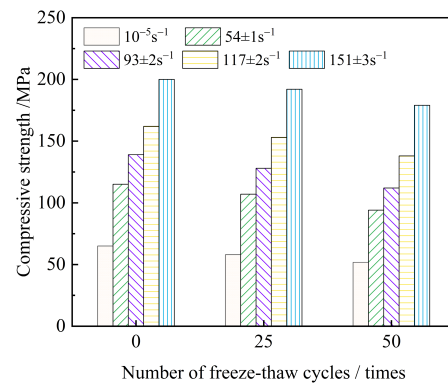 250
200
150
100
50
0
Compressive strength /MPa
10⁻⁵s⁻¹ 54±1s⁻¹
93±2s⁻¹ 117±2s⁻¹ 151±3s⁻¹
0 25 50
Number of freeze-thaw cycles / times